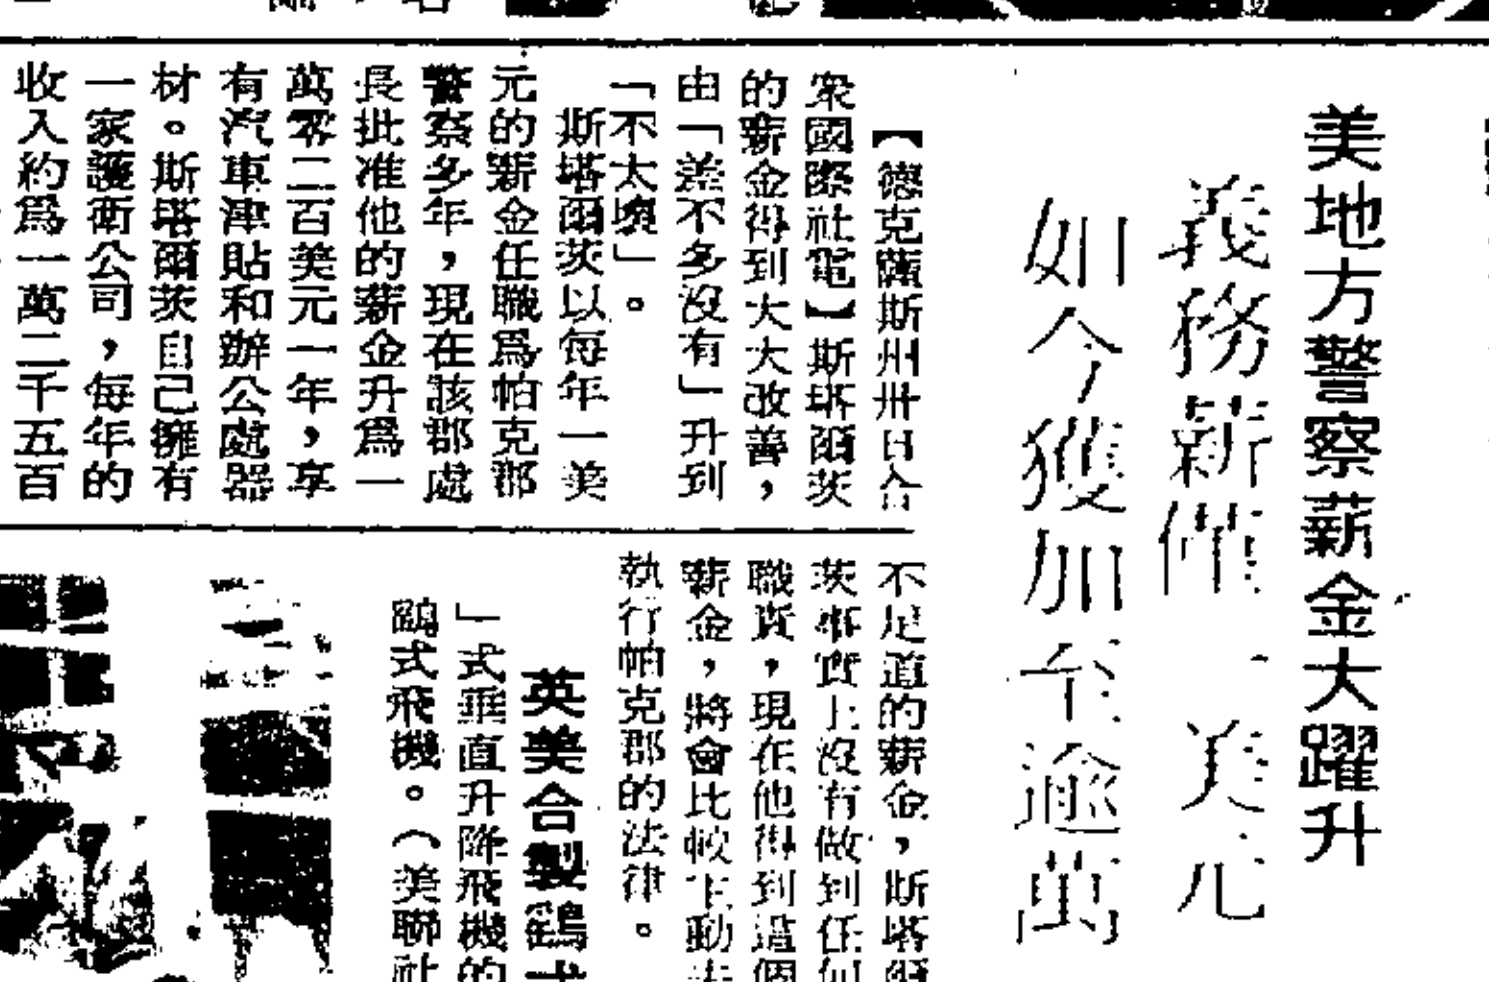 美地方警察薪金大躍升
義務薪僅一美元
如今獲加至逾萬
【德克薩斯州卅日合
衆國際社電】斯塔爾茨
的薪金得到大大改善，
由「差不多沒有」升到
「不太壞」。
斯塔爾茨以每年一美
元的薪金任職爲帕克郡
警察多年，現在該郡處
長批准他的薪金升爲一
萬零二百美元一年，享
有汽車津貼和辦公處器
材。斯塔爾茨自己擁有
一家護衛公司，每年的
收入約爲一萬二千五百
不足道的薪金，斯塔爾
茨事實上沒有做到任何
職責，現在他得到這個
薪金，將會比較主動去
執行帕克郡的法律。
英美合製鷂式
」式垂直升降飛機的
鷂式飛機。（美聯社